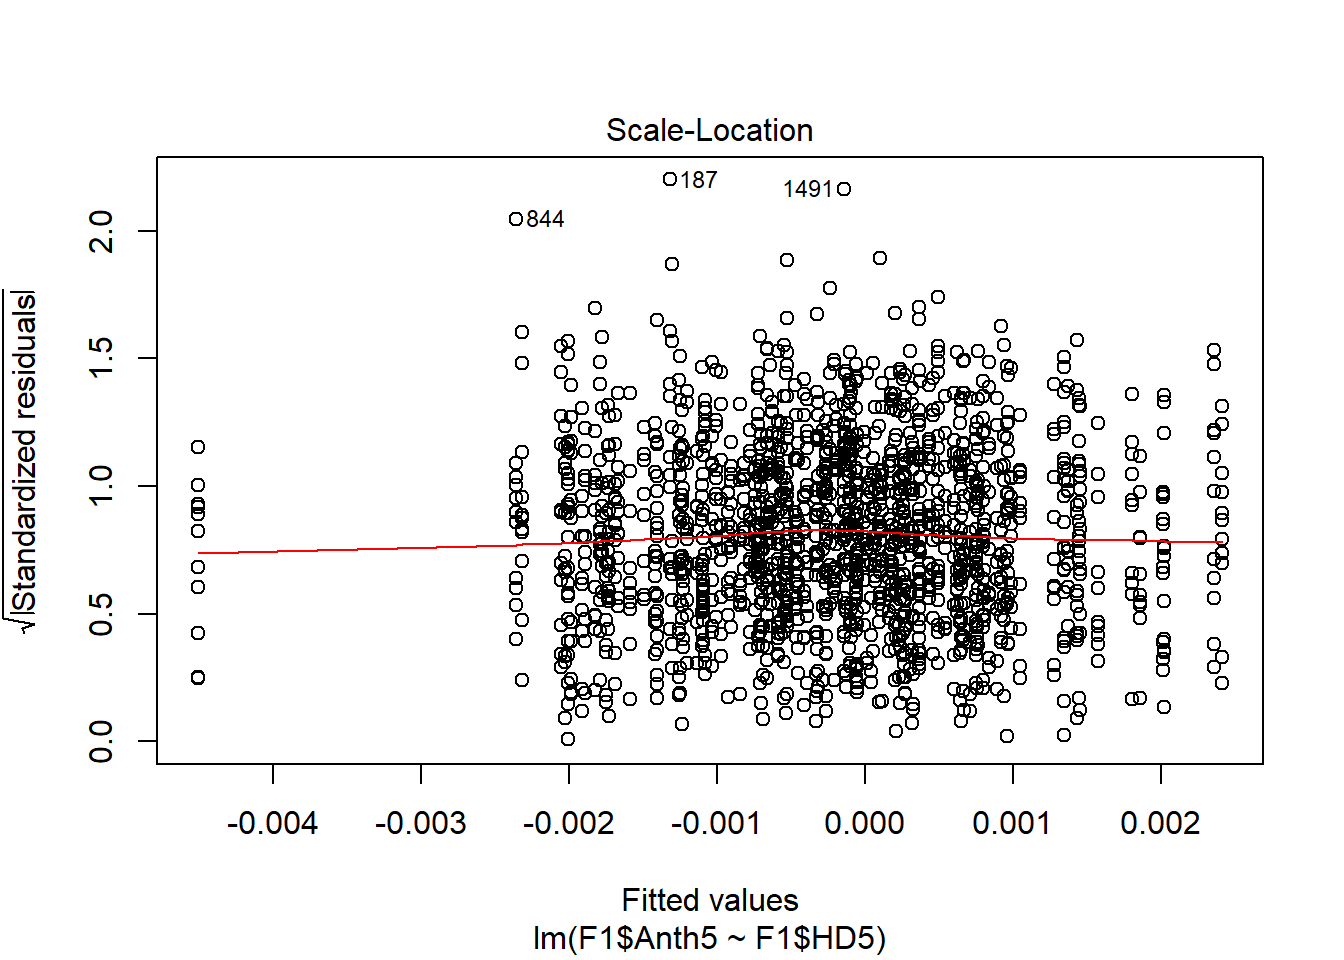 Scale-Location
√|Standardized residuals|
2.0
1.5
1.0
0.5
0.0
187
1491
844
-0.004 -0.003 -0.002 -0.001 0.000 0.001 0.002
Fitted values
lm(F1$Anth5 ~ F1$HD5)